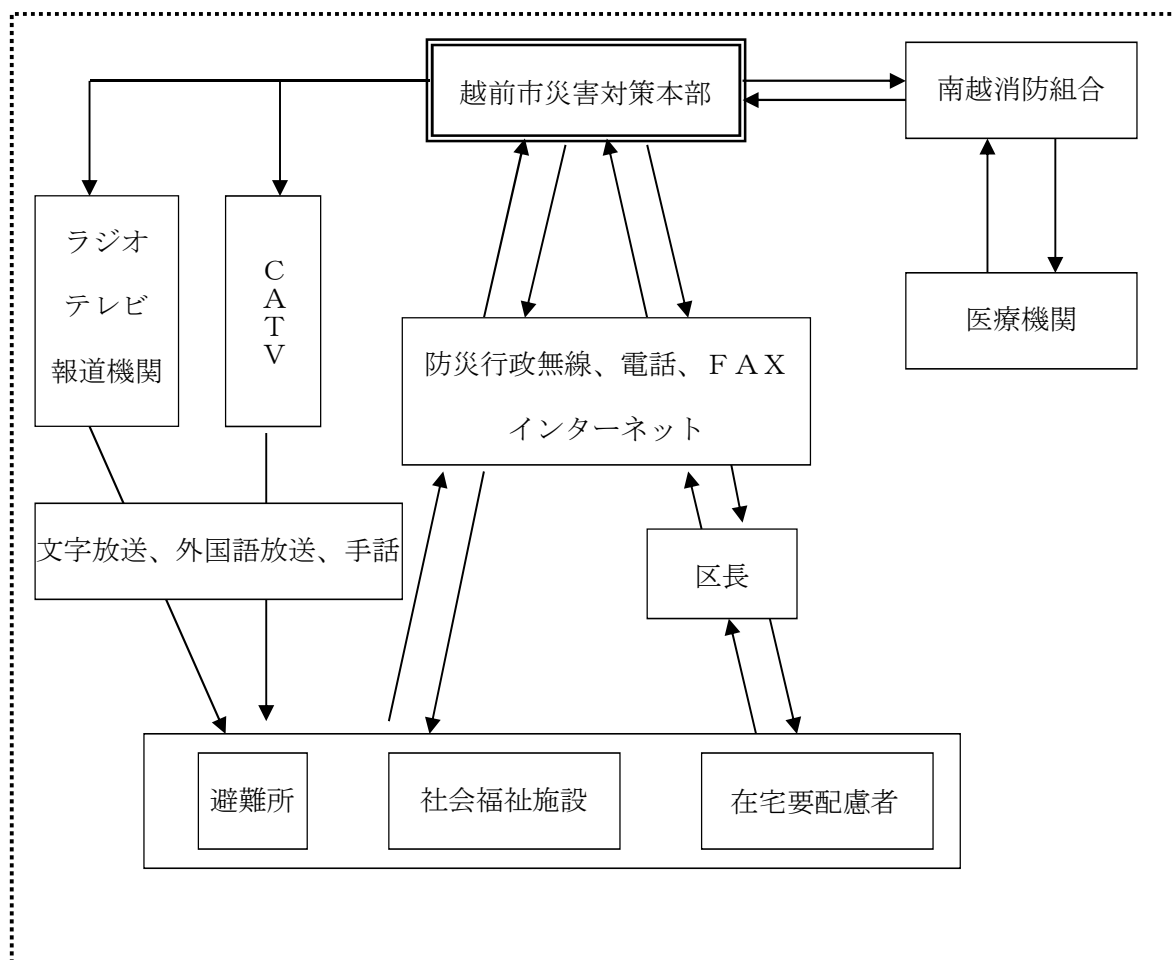 越前市災害対策本部
南越消防組合
ラジオ
テレビ
報道機関
CATV
防災行政無線、電話、FAX
インターネット
医療機関
文字放送、外国語放送、手話
区長
避難所
社会福祉施設
在宅要配慮者